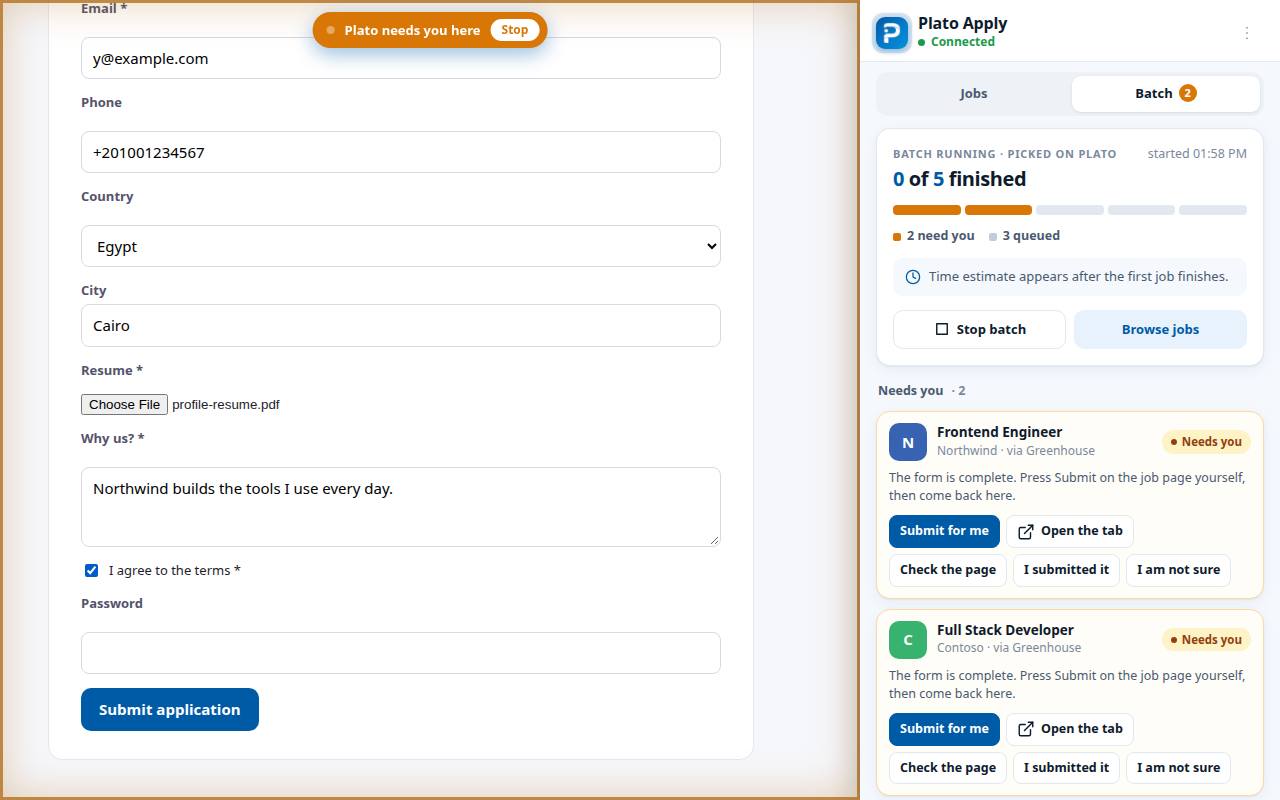 Email *
Plato needs you here
Stop
y@example.com
Phone
+201001234567
Country
Egypt
City
Cairo
Resume *
Choose File profile-resume.pdf
Why us? *
Northwind builds the tools I use every day.
I agree to the terms *
Password
Submit application
Plato Apply
Connected
Jobs
Batch 2
BATCH RUNNING · PICKED ON PLATO
started 01:58 PM
0 of 5 finished
2 need you
3 queued
Time estimate appears after the first job finishes.
Stop batch
Browse jobs
Needs you · 2
N
Frontend Engineer
Northwind · via Greenhouse
Needs you
The form is complete. Press Submit on the job page yourself,
then come back here.
Submit for me
Open the tab
Check the page
I submitted it
I am not sure
C
Full Stack Developer
Contoso · via Greenhouse
Needs you
The form is complete. Press Submit on the job page yourself,
then come back here.
Submit for me
Open the tab
Check the page
I submitted it
I am not sure